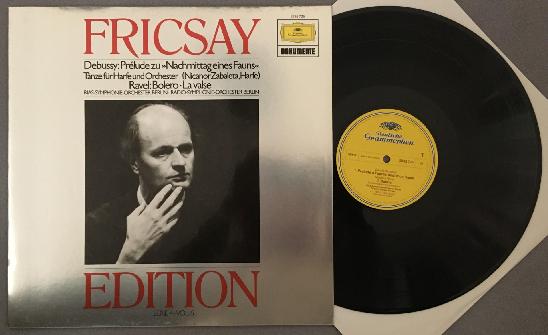 FRICSAY
DOKUMENTE
Debussy: Prélude zu »Nachmittag eines Fauns«
Tänze für Harfe und Orchester (Nicanor Zabaleta, Harfe)
Ravel: Bolero · La valse
RIAS-SYMPHONIE-ORCHESTER BERLIN · RADIO-SYMPHONIE-ORCHESTER BERLIN
EDITION
Deutsche
Grammophon